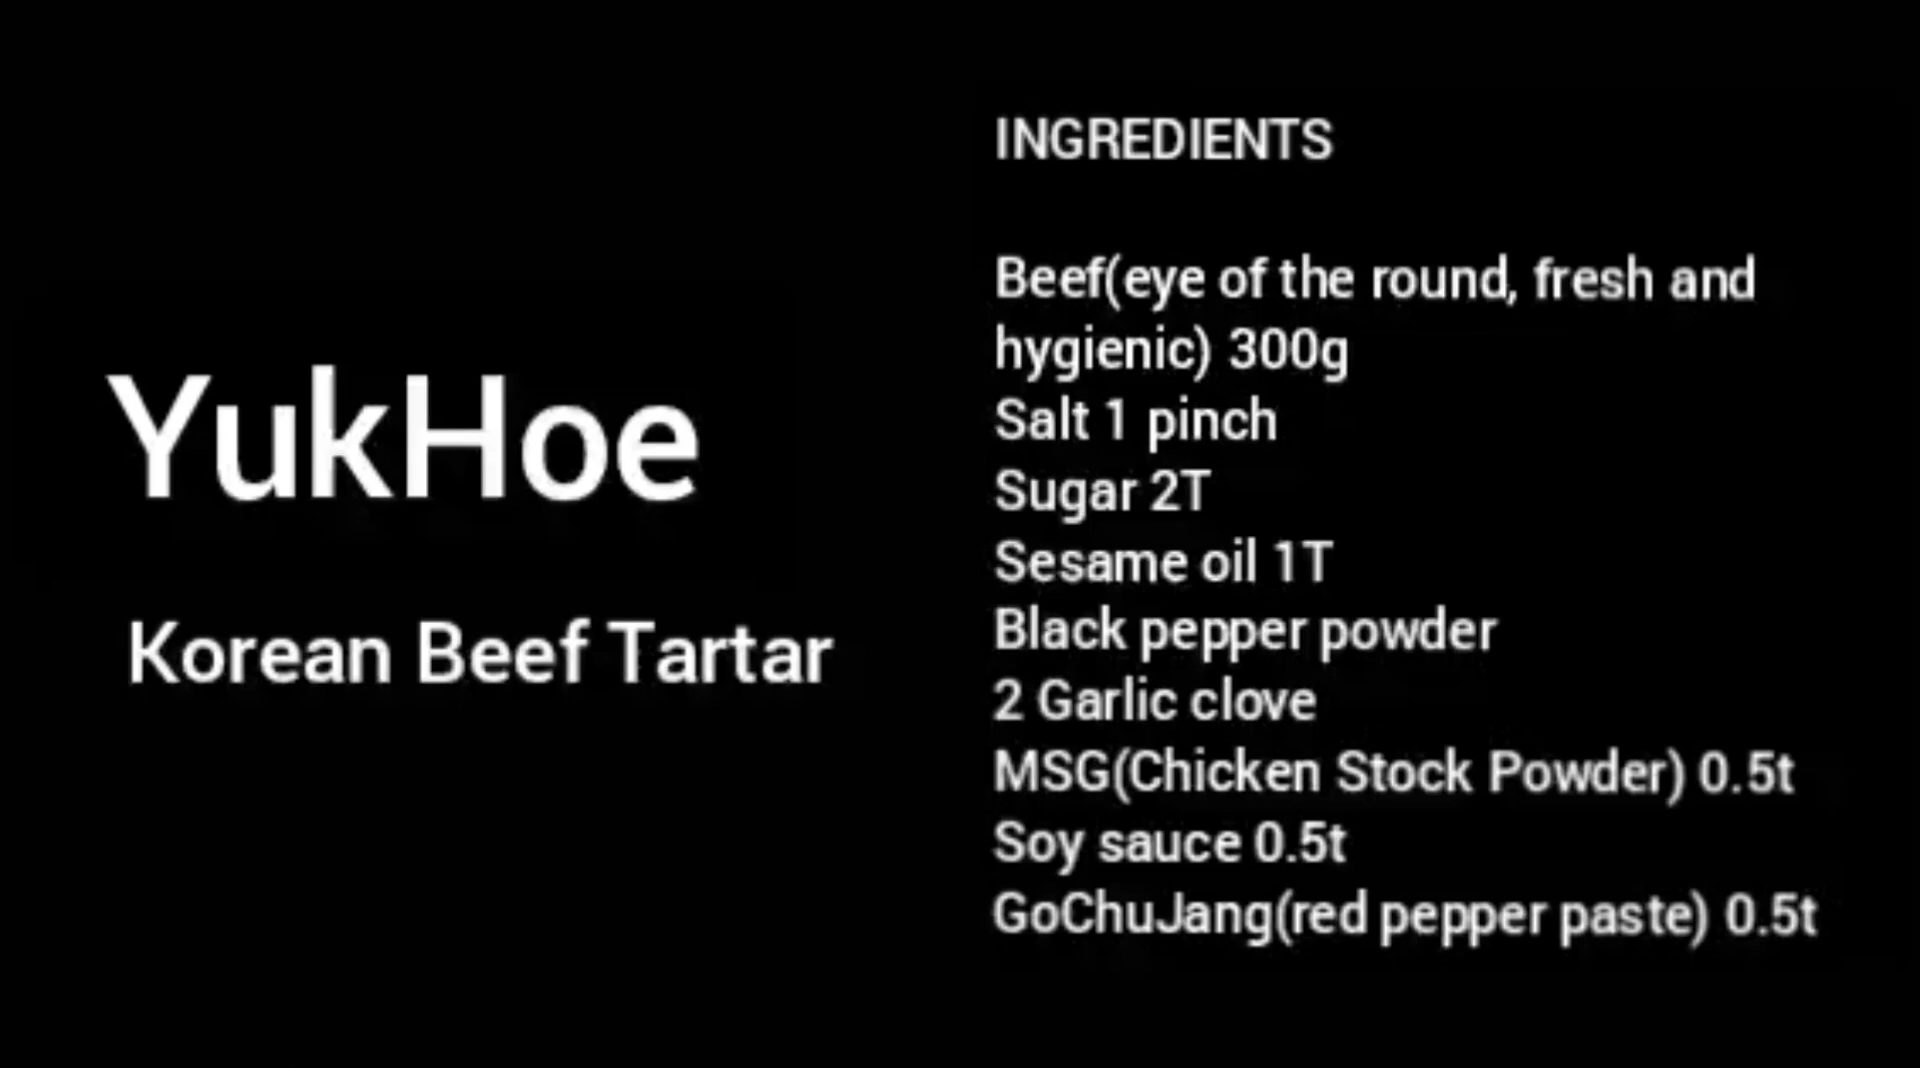 YukHoe
Korean Beef Tartar
INGREDIENTS
Beef(eye of the round, fresh and
hygienic) 300g
Salt 1 pinch
Sugar 2T
Sesame oil 1T
Black pepper powder
2 Garlic clove
MSG(Chicken Stock Powder) 0.5t
Soy sauce 0.5t
GoChuJang(red pepper paste) 0.5t